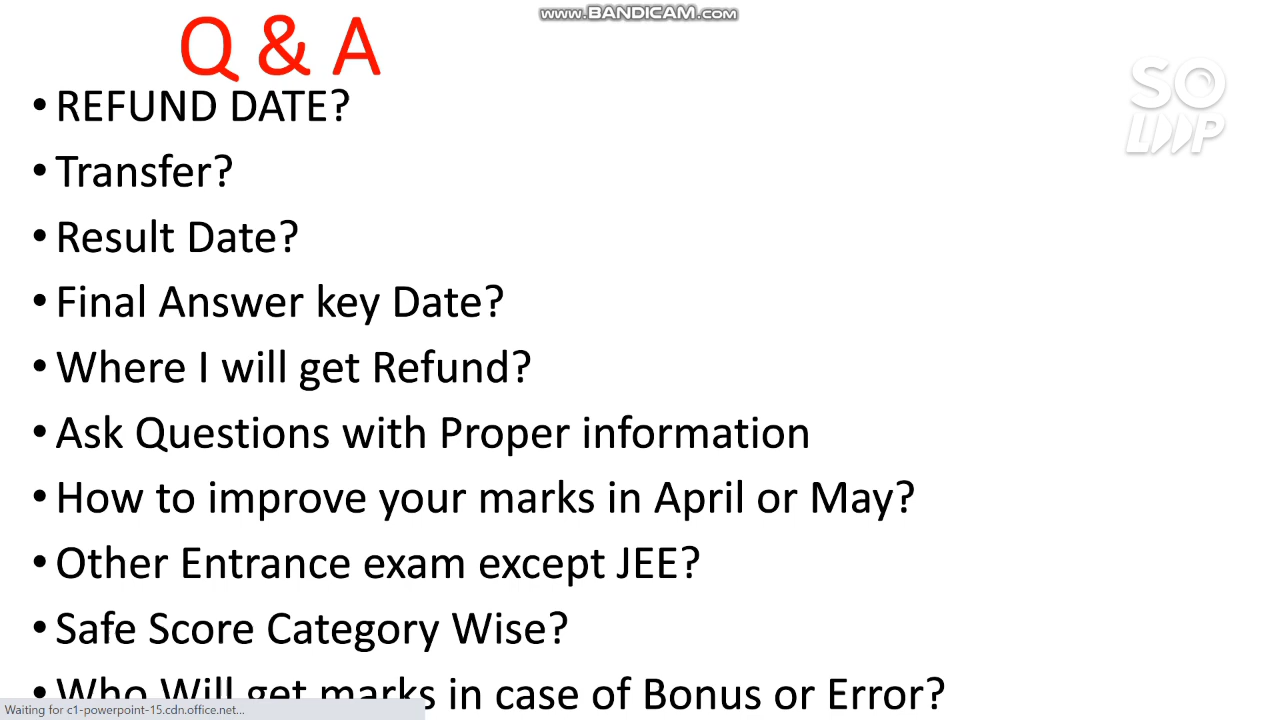 www.BANDICAM.com
Q & A
SO
LOOP
• REFUND DATE?
• Transfer?
• Result Date?
• Final Answer key Date?
• Where I will get Refund?
• Ask Questions with Proper information
• How to improve your marks in April or May?
• Other Entrance exam except JEE?
• Safe Score Category Wise?
• Who Will get marks in case of Bonus or Error?
Waiting for c1-powerpoint-15.cdn.office.net...